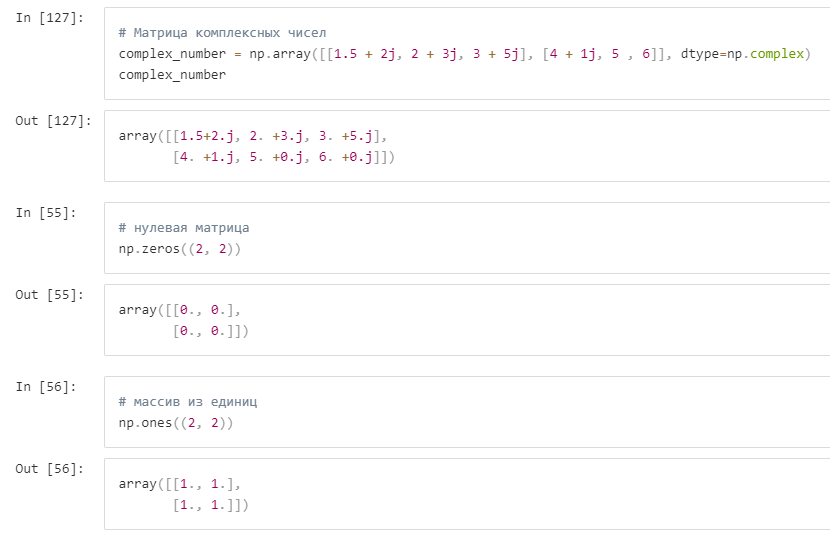 In [127]:
# Матрица комплексных чисел
complex_number = np.array([[1.5 + 2j, 2 + 3j, 3 + 5j], [4 + 1j, 5 , 6]], dtype=np.complex)
complex_number
Out [127]:
array([[1.5+2.j, 2. +3.j, 3. +5.j],
       [4. +1.j, 5. +0.j, 6. +0.j]])
In [55]:
# нулевая матрица
np.zeros((2, 2))
Out [55]:
array([[0., 0.],
       [0., 0.]])
In [56]:
# массив из единиц
np.ones((2, 2))
Out [56]:
array([[1., 1.],
       [1., 1.]])